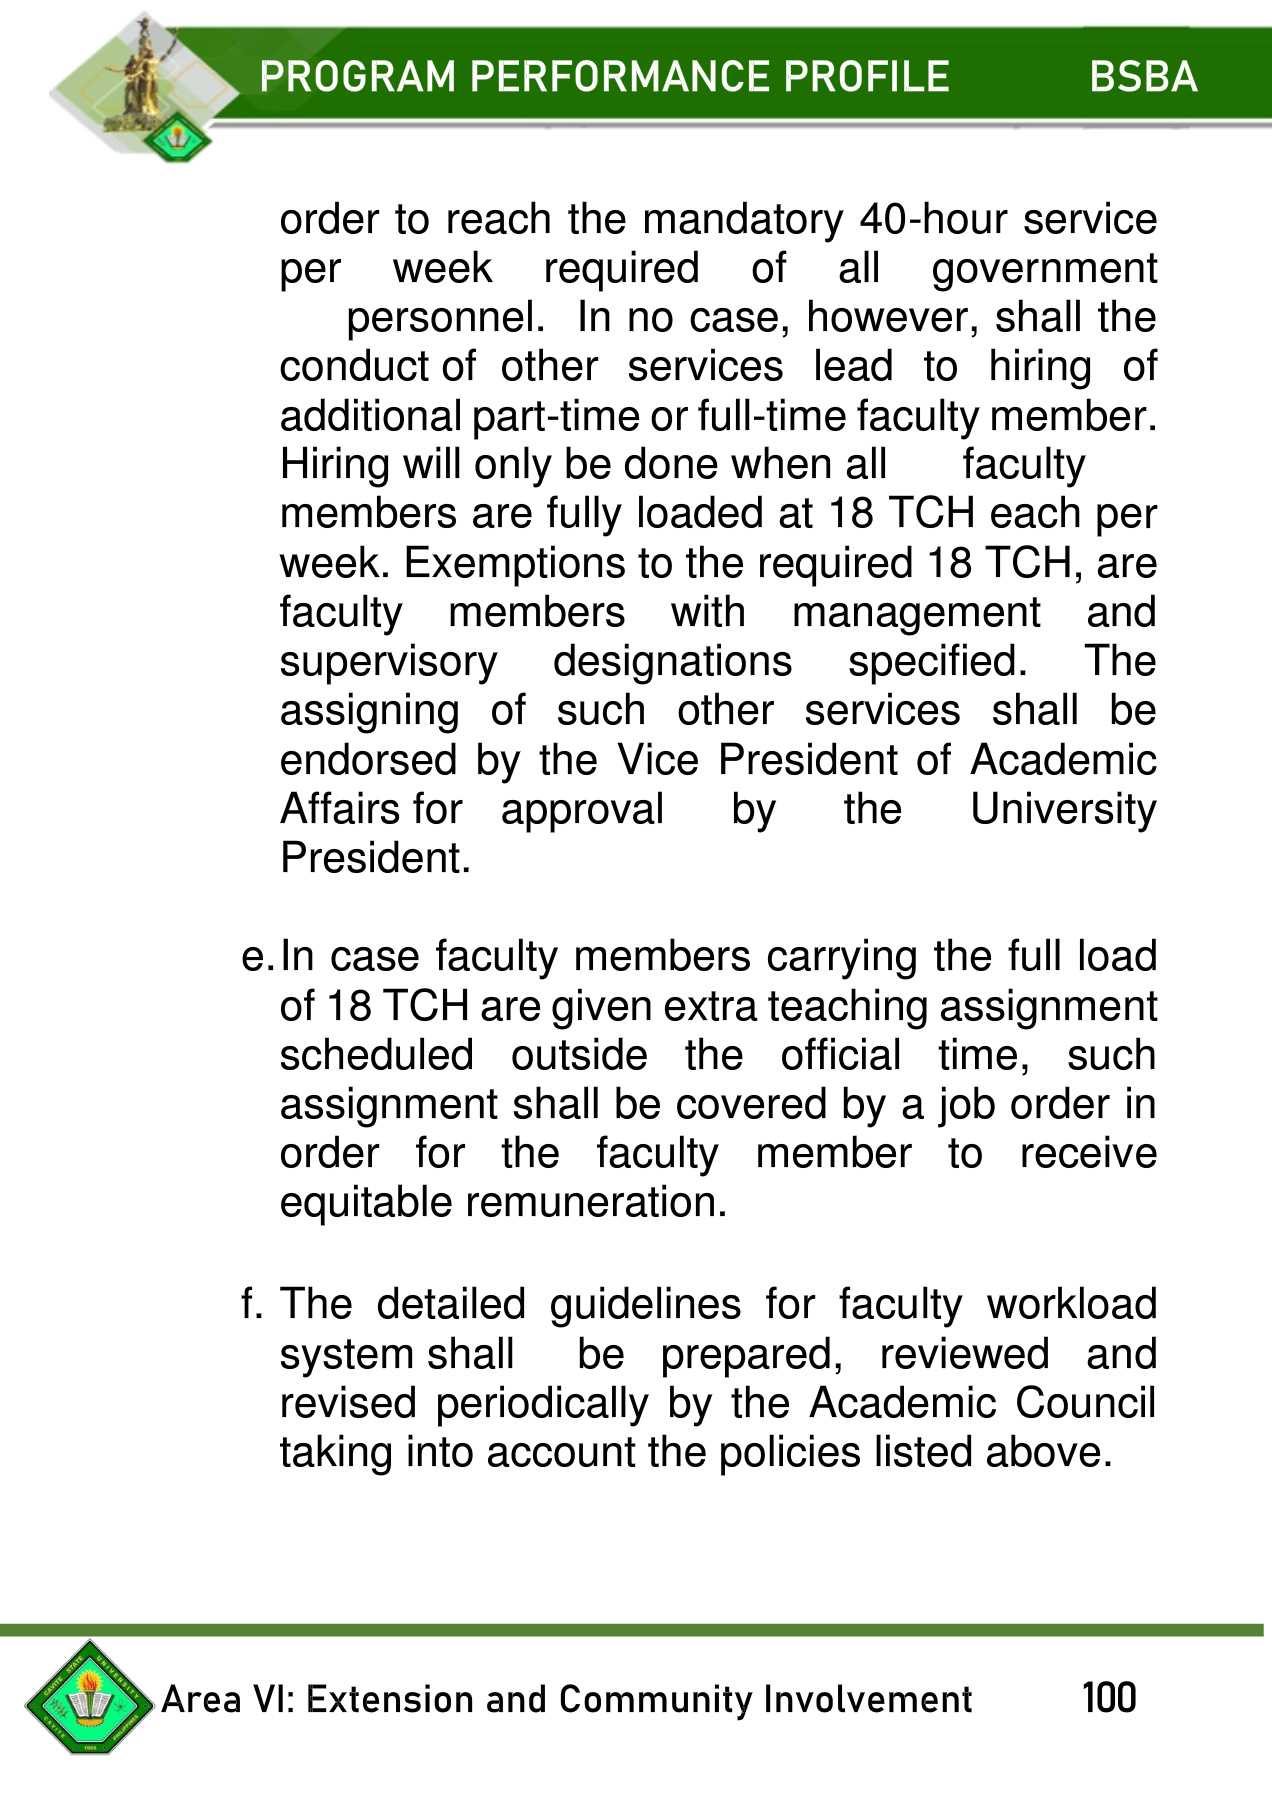 PROGRAM PERFORMANCE PROFILE BSBA
order to reach the mandatory 40-hour service
per week required of all government
personnel. In no case, however, shall the
conduct of other services lead to hiring of
additional part-time or full-time faculty member.
Hiring will only be done when all faculty
members are fully loaded at 18 TCH each per
week. Exemptions to the required 18 TCH, are
faculty members with management and
supervisory designations specified. The
assigning of such other services shall be
endorsed by the Vice President of Academic
Affairs for approval by the University
President.
e. In case faculty members carrying the full load
of 18 TCH are given extra teaching assignment
scheduled outside the official time, such
assignment shall be covered by a job order in
order for the faculty member to receive
equitable remuneration.
f. The detailed guidelines for faculty workload
system shall be prepared, reviewed and
revised periodically by the Academic Council
taking into account the policies listed above.
CAVITE STATE UNIVERSITY
CAVITE PHILIPPINES
1906
Area VI: Extension and Community Involvement 100